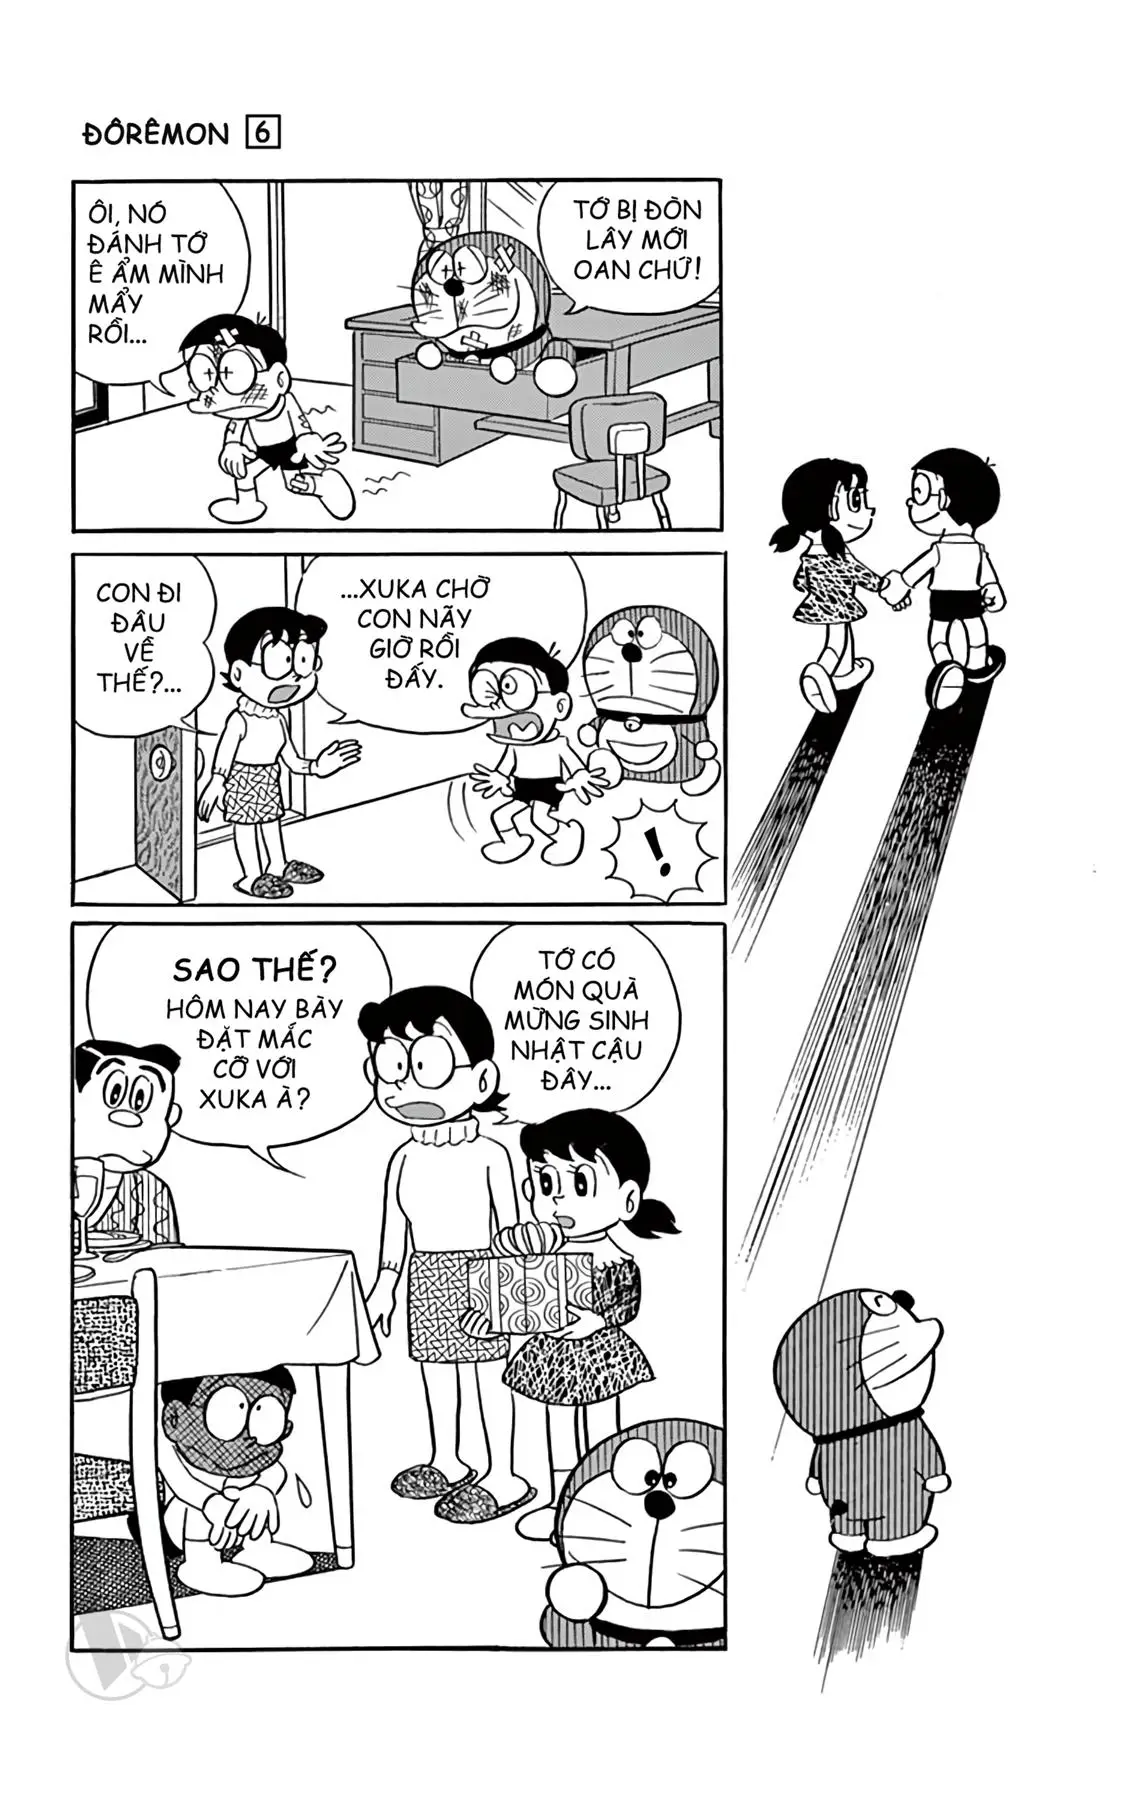 ĐÔRÊMON 6
ÔI, NÓ
ĐÁNH TỚ
Ê ẨM MÌNH
MẨY
RỒI...
TỚ BỊ ĐÒN
LÂY MỚI
OAN CHỨ!
CON ĐI
ĐÂU
VỀ
THẾ?...
...XUKA CHỜ
CON NÃY
GIỜ RỒI
ĐẤY.
!
SAO THẾ?
HÔM NAY BÀY
ĐẶT MẮC
CỠ VỚI
XUKA À?
TỚ CÓ
MÓN QUÀ
MỪNG SINH
NHẬT CẬU
ĐÂY...